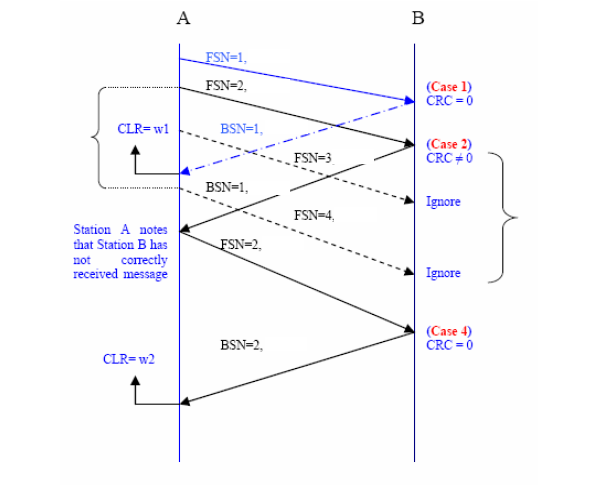 A
B
FSN=1,
FSN=2,
(Case 1)
CRC = 0
CLR= w1
BSN=1,
(Case 2)
CRC ≠ 0
FSN=3
BSN=1,
Ignore
FSN=4,
Station A notes
that Station B has
not correctly
received message
FSN=2,
Ignore
(Case 4)
CRC = 0
BSN=2,
CLR= w2